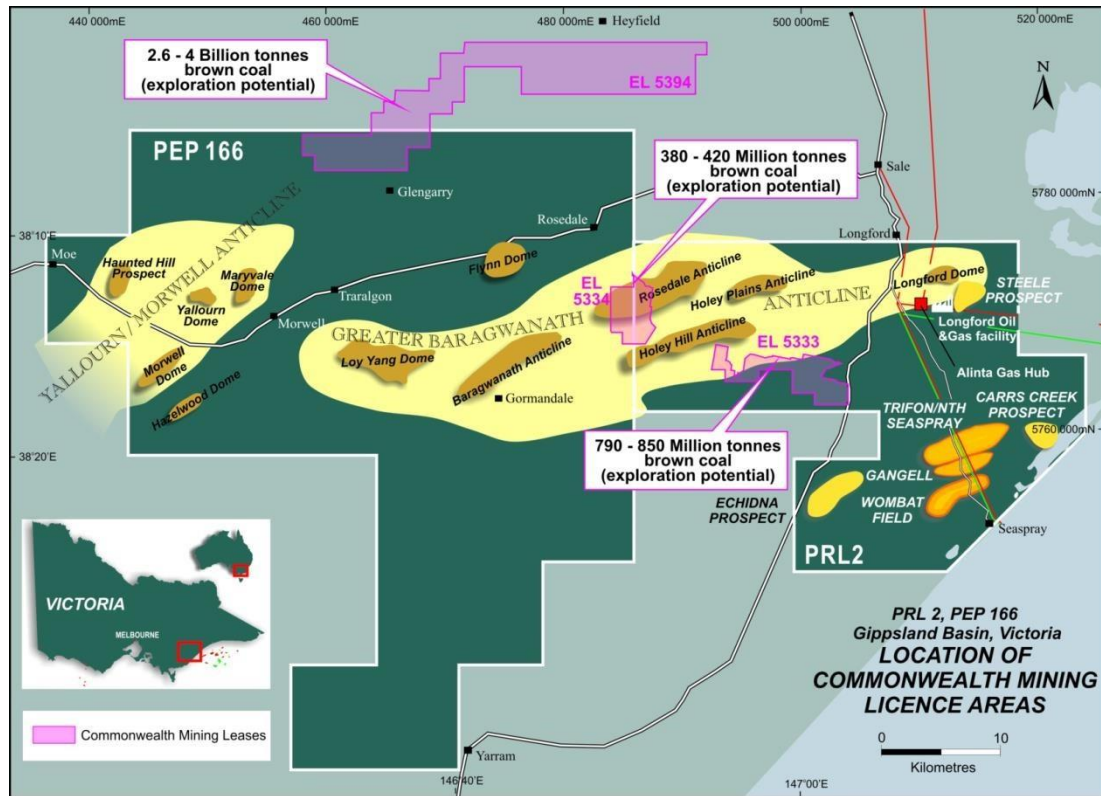 440 000mE
460 000mE
480 000mE
500 000mE
520 000mE
Heyfield
2.6 - 4 Billion tonnes
brown coal
(exploration potential)
EL 5394
N
PEP 166
380 - 420 Million tonnes
brown coal
(exploration potential)
Sale
Glengarry
5780 000mN
Rosedale
Longford
38°10'
Moe
YALLOURN / MORWELL ANTICLINE
Haunted Hill
Prospect
Maryvale
Dome
Yallourn
Dome
Flynn Dome
Traralgon
Morwell
EL
5334
Rosedale Anticline
Holey Plains Anticline
Longford Dome
STEELE
PROSPECT
GREATER BARAGWANATH
ANTICLINE
Longford Oil
&Gas facility
Holey Hill Anticline
EL 5333
Morwell
Dome
Loy Yang Dome
Baragwanath Anticline
Alinta Gas Hub
Hazelwood Dome
Gormandale
TRIFON/NTH
SEASPRAY
CARRS CREEK
PROSPECT
5760 000mN
790 - 850 Million tonnes
brown coal
(exploration potential)
38°20'E
GANGELL
ECHIDNA
PROSPECT
WOMBAT
FIELD
Seaspray
PRL2
VICTORIA
MELBOURNE
PRL 2, PEP 166
Gippsland Basin, Victoria
LOCATION OF
COMMONWEALTH MINING
LICENCE AREAS
Commonwealth Mining Leases
0
10
Kilometres
Yarram
146°40'E
147°00'E